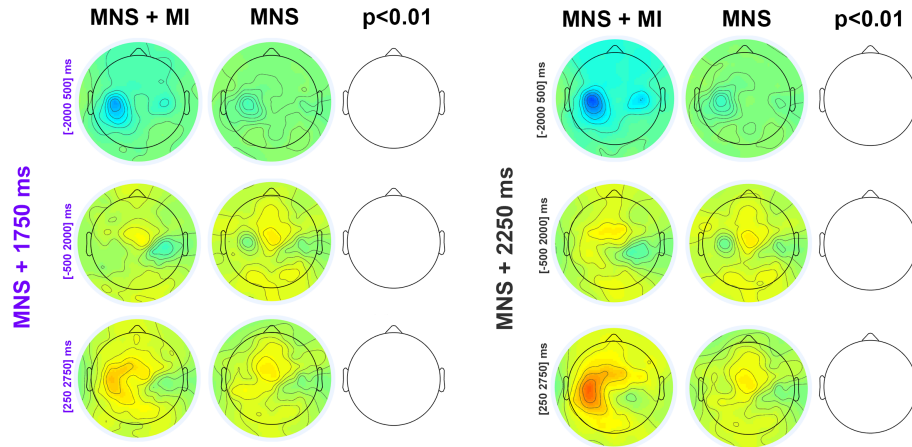 MNS + MI MNS p<0.01 MNS + MI MNS p<0.01
MNS + 1750 ms
[-2000 500] ms
[-500 2000] ms
[250 2750] ms
MNS + 2250 ms
[-2000 500] ms
[-500 2000] ms
[250 2750] ms